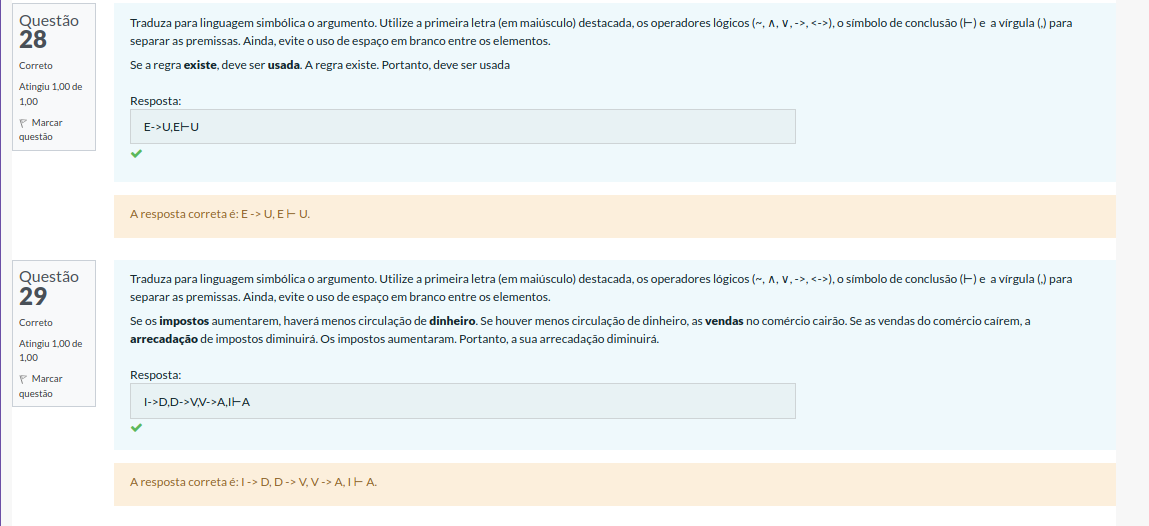 Questão
28
Correto
Atingiu 1,00 de
1,00
Marcar
questão
Traduza para linguagem simbólica o argumento. Utilize a primeira letra (em maiúsculo) destacada, os operadores lógicos (~, ∧, ∨, ->, <->), o símbolo de conclusão (⊢) e a vírgula (,) para
separar as premissas. Ainda, evite o uso de espaço em branco entre os elementos.
Se a regra existe, deve ser usada. A regra existe. Portanto, deve ser usada
Resposta:
E->U,E⊢U
A resposta correta é: E -> U, E ⊢ U.
Questão
29
Correto
Atingiu 1,00 de
1,00
Marcar
questão
Traduza para linguagem simbólica o argumento. Utilize a primeira letra (em maiúsculo) destacada, os operadores lógicos (~, ∧, ∨, ->, <->), o símbolo de conclusão (⊢) e a vírgula (,) para
separar as premissas. Ainda, evite o uso de espaço em branco entre os elementos.
Se os impostos aumentarem, haverá menos circulação de dinheiro. Se houver menos circulação de dinheiro, as vendas no comércio cairão. Se as vendas do comércio caírem, a
arrecadação de impostos diminuirá. Os impostos aumentaram. Portanto, a sua arrecadação diminuirá.
Resposta:
I->D,D->V,V->A,I⊢A
A resposta correta é: I -> D, D -> V, V -> A, I ⊢ A.